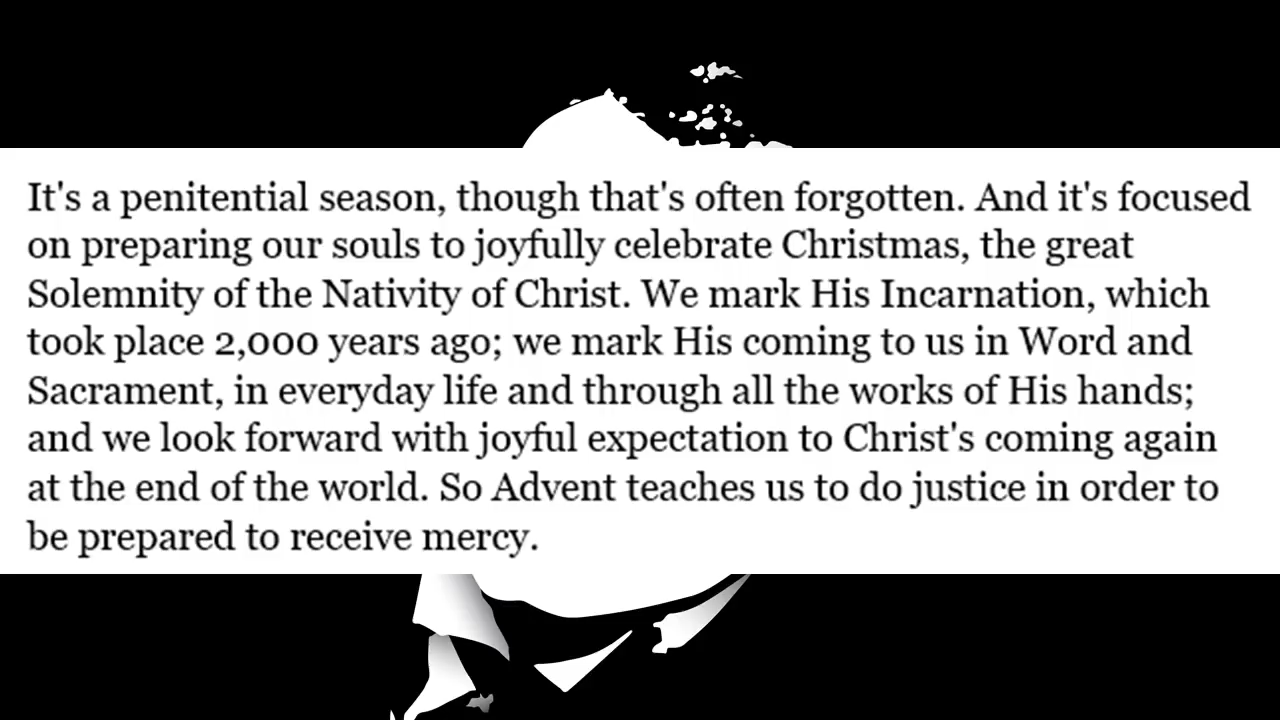 It's a penitential season, though that's often forgotten. And it's focused
on preparing our souls to joyfully celebrate Christmas, the great
Solemnity of the Nativity of Christ. We mark His Incarnation, which
took place 2,000 years ago; we mark His coming to us in Word and
Sacrament, in everyday life and through all the works of His hands;
and we look forward with joyful expectation to Christ's coming again
at the end of the world. So Advent teaches us to do justice in order to
be prepared to receive mercy.